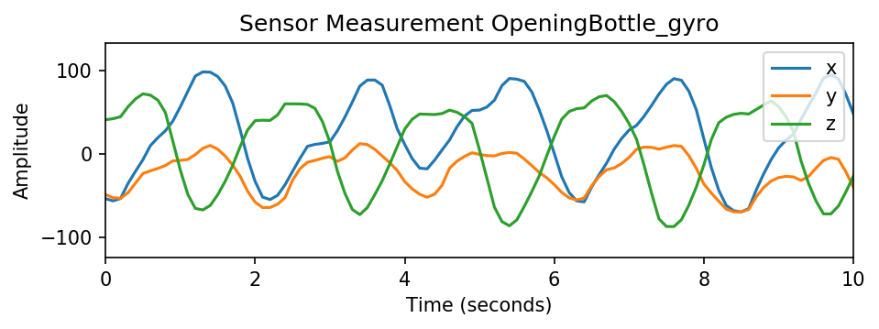 Sensor Measurement OpeningBottle_gyro
Amplitude
100
0
−100
x
y
z
0 2 4 6 8 10
Time (seconds)